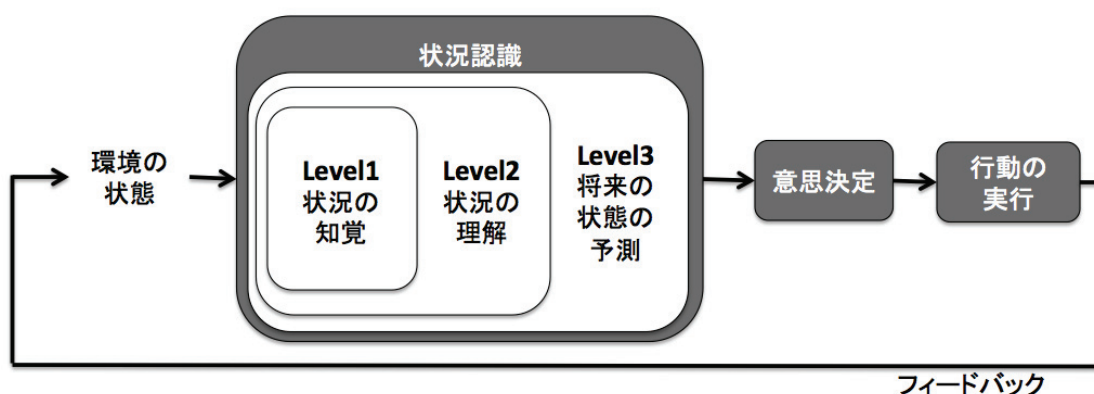 状況認識
環境の
状態
Level1
状況の
知覚
Level2
状況の
理解
Level3
将来の
状態の
予測
意思決定
行動の
実行
フィードバック